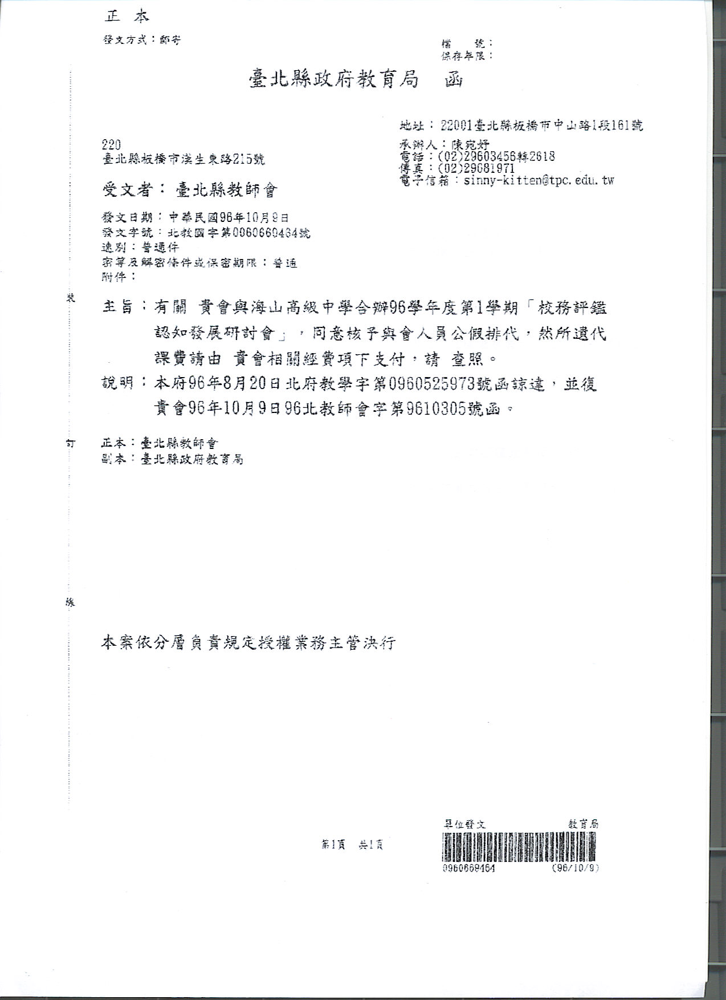 正 本
發文方式：郵寄
檔　　號：
保存年限：
臺北縣政府教育局　函
地址：22001臺北縣板橋市中山路1段161號
承辦人：陳宛妤
電話：(02)29603456轉2618
傳真：(02)29681971
電子信箱：sinny-kitten@tpc.edu.tw
220
臺北縣板橋市漢生東路215號
受文者：臺北縣教師會
發文日期：中華民國96年10月9日
發文字號：北教國字第0960669464號
速別：普通件
密等及解密條件或保密期限：普通
附件：
主旨：有關　貴會與海山高級中學合辦96學年度第1學期「校務評鑑
認知發展研討會」，同意核予與會人員公假排代，然所遺代
課費請由　貴會相關經費項下支付，請　查照。
說明：本府96年8月20日北府教學字第0960525973號函諒達，並復
貴會96年10月9日96北教師會字第9610305號函。
正本：臺北縣教師會
副本：臺北縣政府教育局
裝
訂
線
本案依分層負責規定授權業務主管決行
單位發文　教育局
第1頁　共1頁
0960669464　(96/10/9)